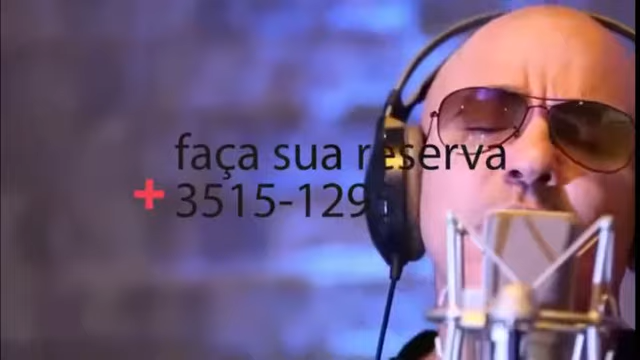 faça sua reserva
+ 3515-129